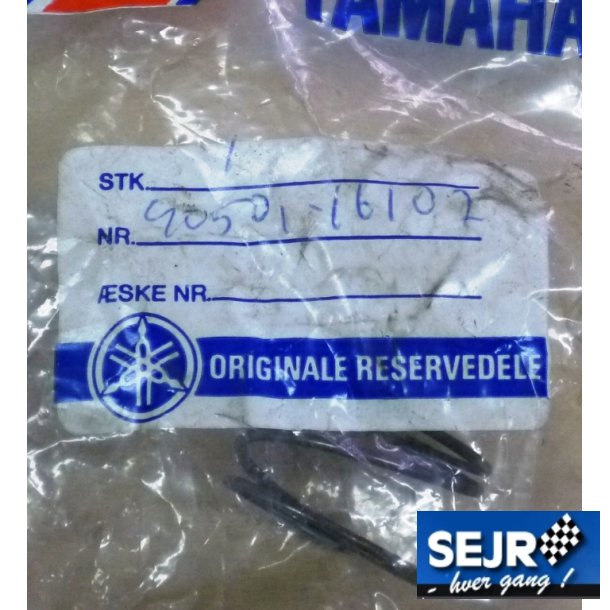 YAMAHA
STK. 1
NR. 90501-16102
ÆSKE NR.
ORIGINALE RESERVEDELE
SEJR
- hver gang !